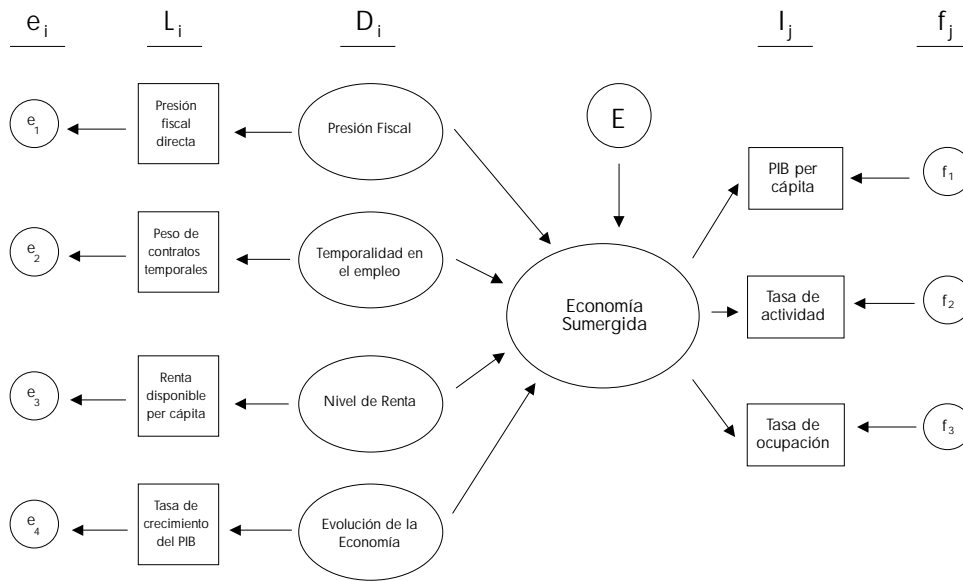 e i
L i
D i
I j
f j
e 1
Presión
fiscal
directa
Presión Fiscal
E
PIB per
cápita
f 1
e 2
Peso de
contratos
temporales
Temporalidad en
el empleo
Economía
Sumergida
Tasa de
actividad
f 2
e 3
Renta
disponible
per cápita
Nivel de Renta
Tasa de
ocupación
f 3
e 4
Tasa de
crecimiento
del PIB
Evolución de la
Economía